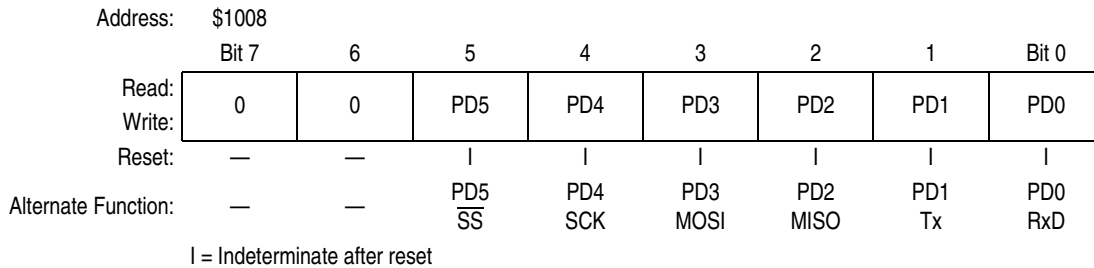 Address: $1008
Bit 7 6 5 4 3 2 1 Bit 0
Read:
Write:
0 0 PD5 PD4 PD3 PD2 PD1 PD0
Reset: — — I I I I I I
Alternate Function: — — PD5 PD4 PD3 PD2 PD1 PD0
SS SCK MOSI MISO Tx RxD
I = Indeterminate after reset